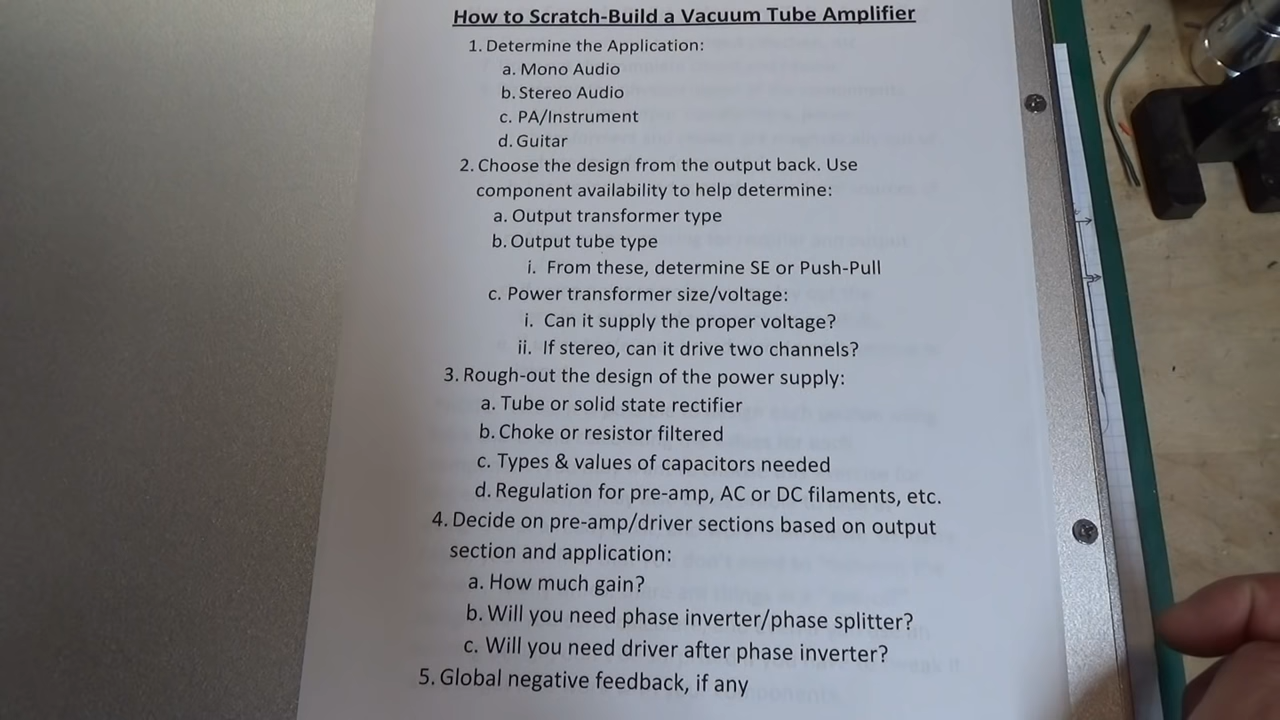 How to Scratch-Build a Vacuum Tube Amplifier
1. Determine the Application:
a. Mono Audio
b. Stereo Audio
c. PA/Instrument
d. Guitar
2. Choose the design from the output back. Use
component availability to help determine:
a. Output transformer type
b. Output tube type
i. From these, determine SE or Push-Pull
c. Power transformer size/voltage:
i. Can it supply the proper voltage?
ii. If stereo, can it drive two channels?
3. Rough-out the design of the power supply:
a. Tube or solid state rectifier
b. Choke or resistor filtered
c. Types & values of capacitors needed
d. Regulation for pre-amp, AC or DC filaments, etc.
4. Decide on pre-amp/driver sections based on output
section and application:
a. How much gain?
b. Will you need phase inverter/phase splitter?
c. Will you need driver after phase inverter?
5. Global negative feedback, if any